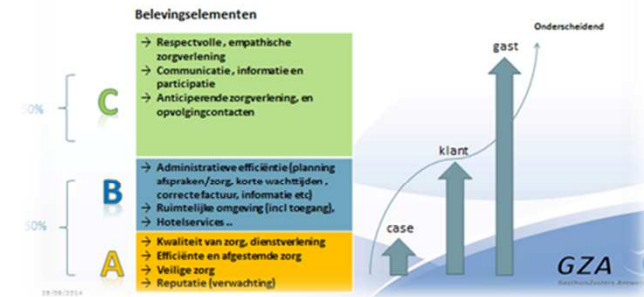 Belevingselementen
Onderscheidend
→ Respectvolle, empathische
zorgverlening
→ Communicatie, informatie en
participatie
→ Anticiperende zorgverlening, en
opvolgingcontacten
C
gast
→ Administratieve efficiëntie (planning
afspraken/zorg, korte wachttijden,
correcte factuur, informatie etc)
→ Ruimtelijke omgeving (incl toegang),
→ Hotelservices ..
B
klant
→ Kwaliteit van zorg, dienstverlening
→ Efficiënte en afgestemde zorg
→ Veilige zorg
→ Reputatie (verwachting)
A
case
GZA